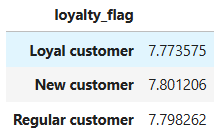 loyalty_flag
Loyal customer 7.773575
New customer 7.801206
Regular customer 7.798262